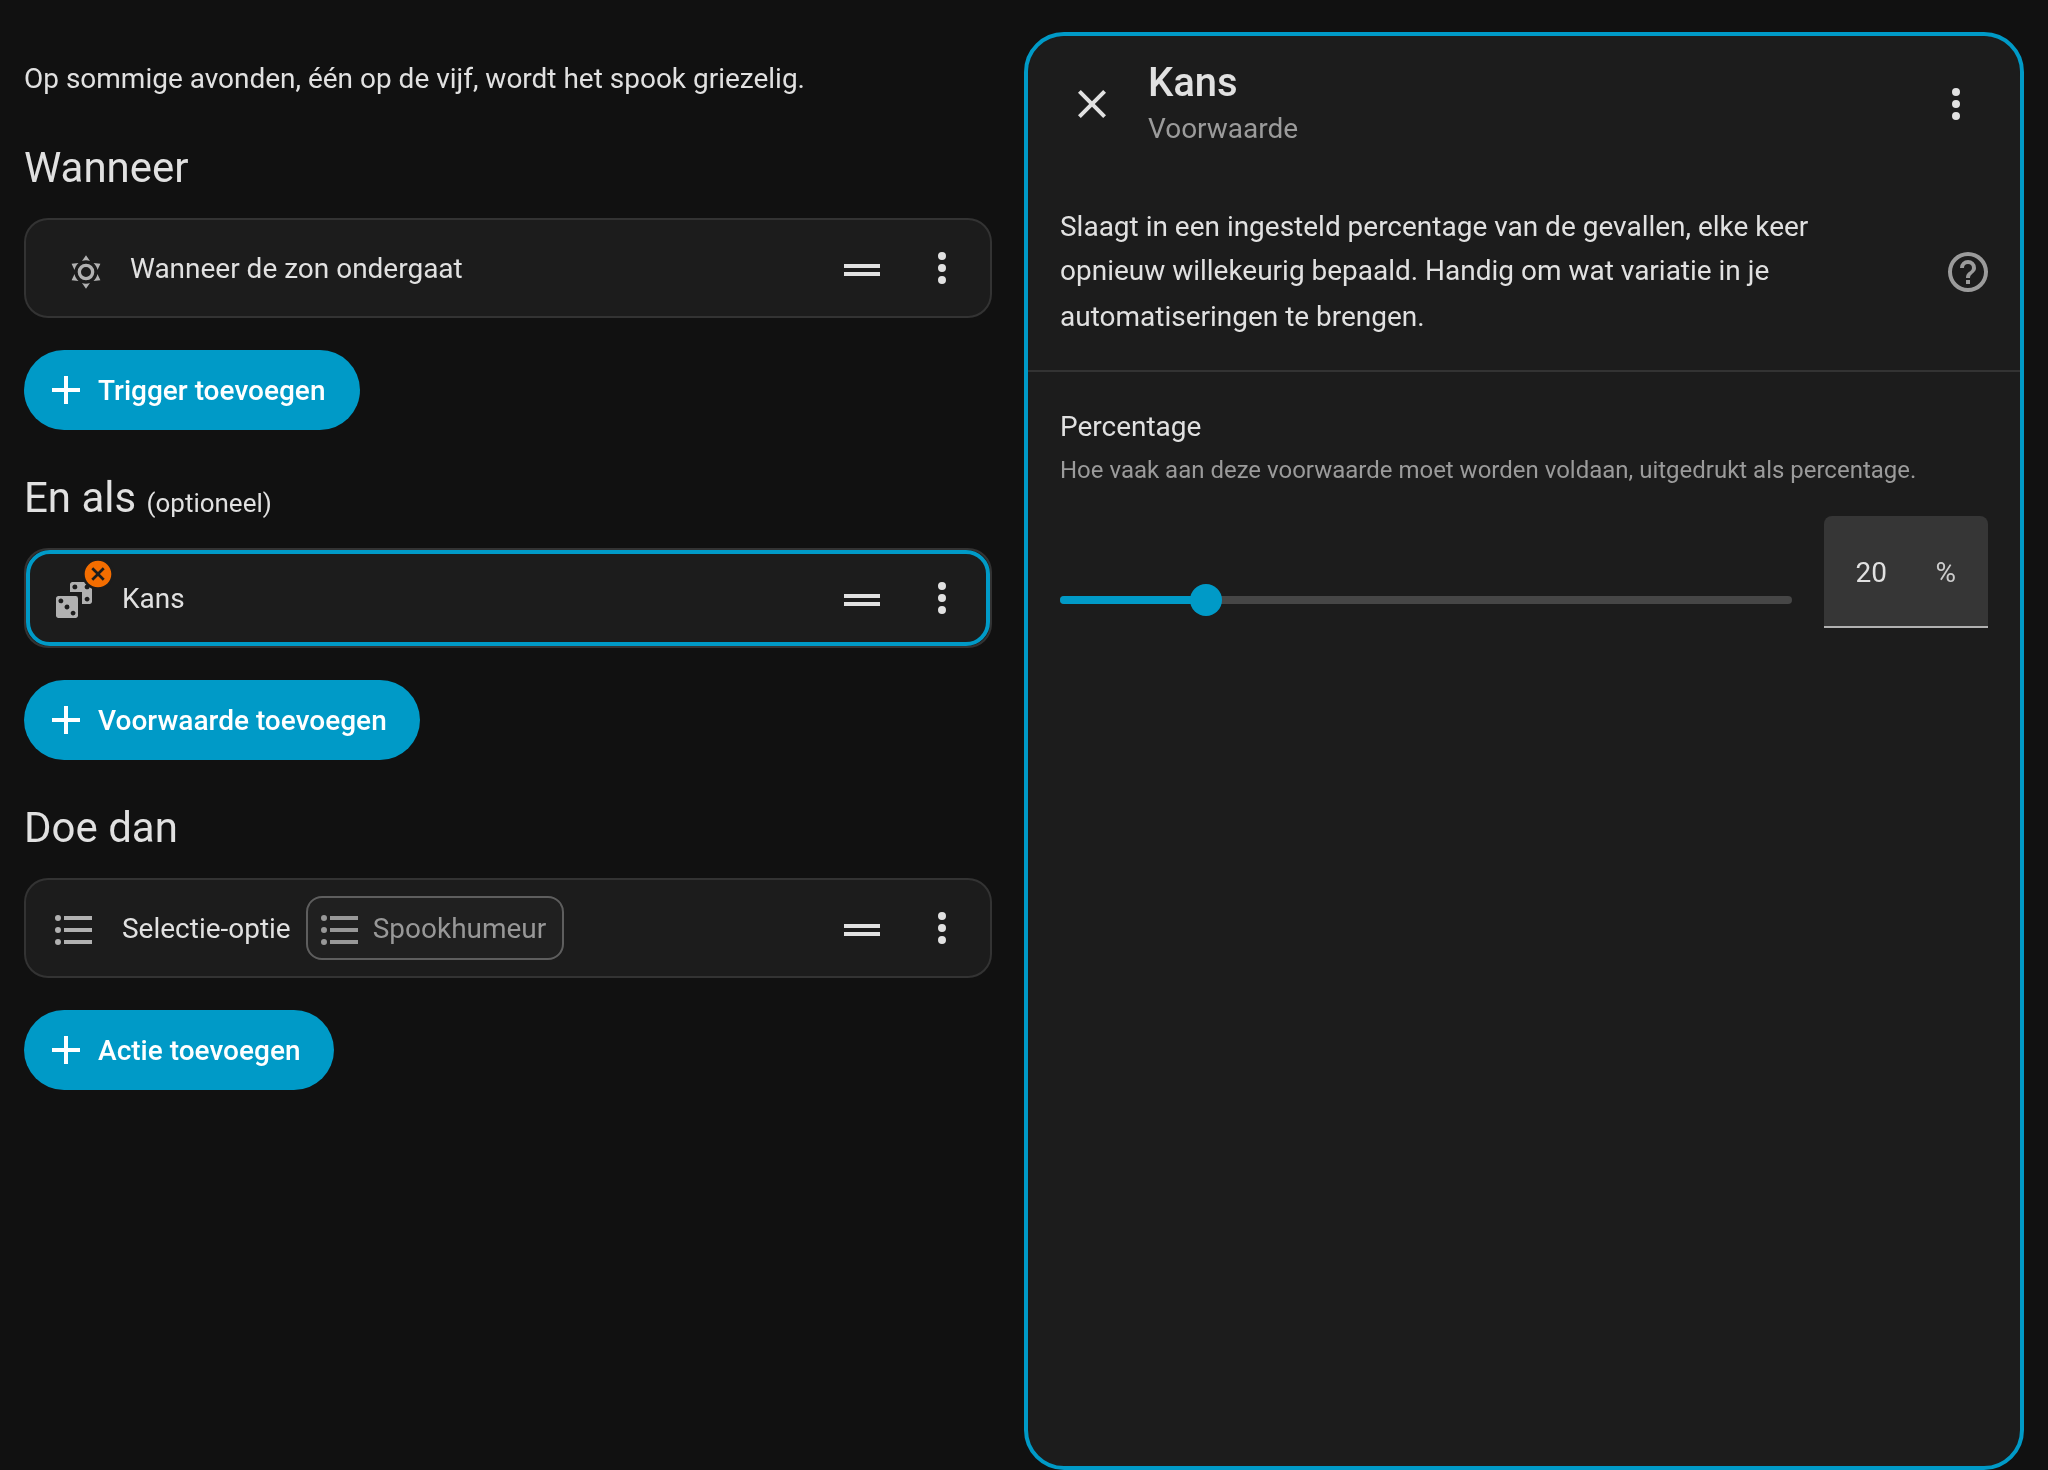 Op sommige avonden, één op de vijf, wordt het spook griezelig.
Wanneer
Wanneer de zon ondergaat
Trigger toevoegen
En als (optioneel)
Kans
Voorwaarde toevoegen
Doe dan
Selectie-optie Spookhumeur
Actie toevoegen
Kans
Voorwaarde
Slaagt in een ingesteld percentage van de gevallen, elke keer
opnieuw willekeurig bepaald. Handig om wat variatie in je
automatiseringen te brengen.
Percentage
Hoe vaak aan deze voorwaarde moet worden voldaan, uitgedrukt als percentage.
20 %